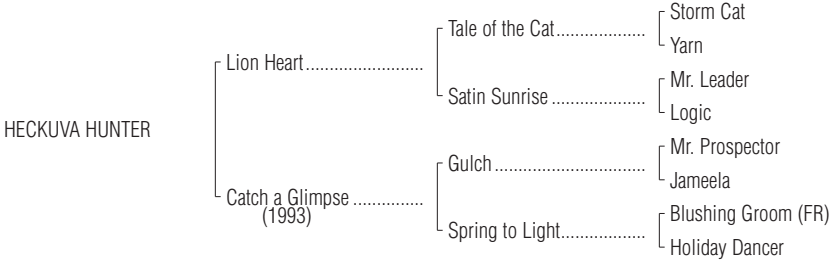 Storm Cat
Tale of the Cat...................
Yarn
Lion Heart........................
Mr. Leader
Satin Sunrise ....................
Logic
HECKUVA HUNTER
Mr. Prospector
Gulch ...............................
Jameela
Catch a Glimpse ...............
(1993)
Blushing Groom (FR)
Spring to Light..................
Holiday Dancer